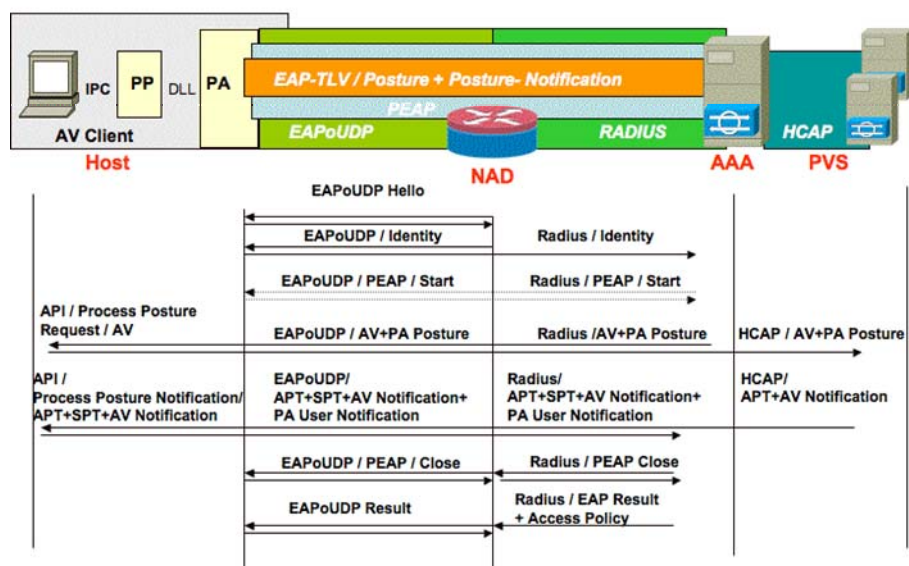 IPC
PP
DLL
PA
EAP-TLV / Posture + Posture- Notification
PEAP
AV Client
EAPoUDP
RADIUS
HCAP
Host
NAD
AAA
PVS
EAPoUDP Hello
EAPoUDP / Identity
Radius / Identity
EAPoUDP / PEAP / Start
Radius / PEAP / Start
API / Process Posture
Request / AV
EAPoUDP / AV+PA Posture
Radius /AV+PA Posture
HCAP / AV+PA Posture
API /
Process Posture Notification/
APT+SPT+AV Notification
EAPoUDP/
APT+SPT+AV Notification+
PA User Notification
Radius/
APT+SPT+AV Notification+
PA User Notification
HCAP/
APT+AV Notification
EAPoUDP / PEAP / Close
Radius / PEAP Close
EAPoUDP Result
Radius / EAP Result
+ Access Policy